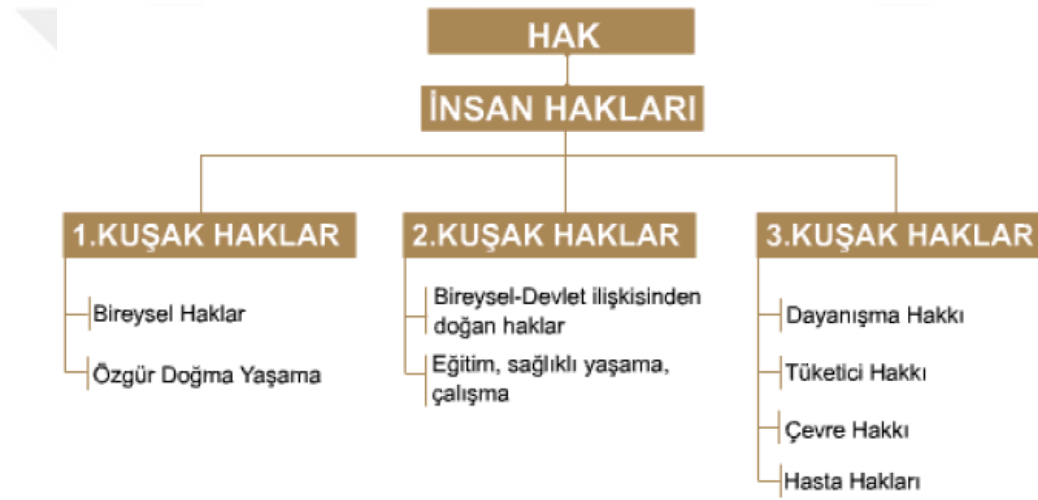 HAK
İNSAN HAKLARI
1.KUŞAK HAKLAR
Bireysel Haklar
Özgür Doğma Yaşama
2.KUŞAK HAKLAR
Bireysel-Devlet ilişkisinden
doğan haklar
Eğitim, sağlıklı yaşama,
çalışma
3.KUŞAK HAKLAR
Dayanışma Hakkı
Tüketici Hakkı
Çevre Hakkı
Hasta Hakları